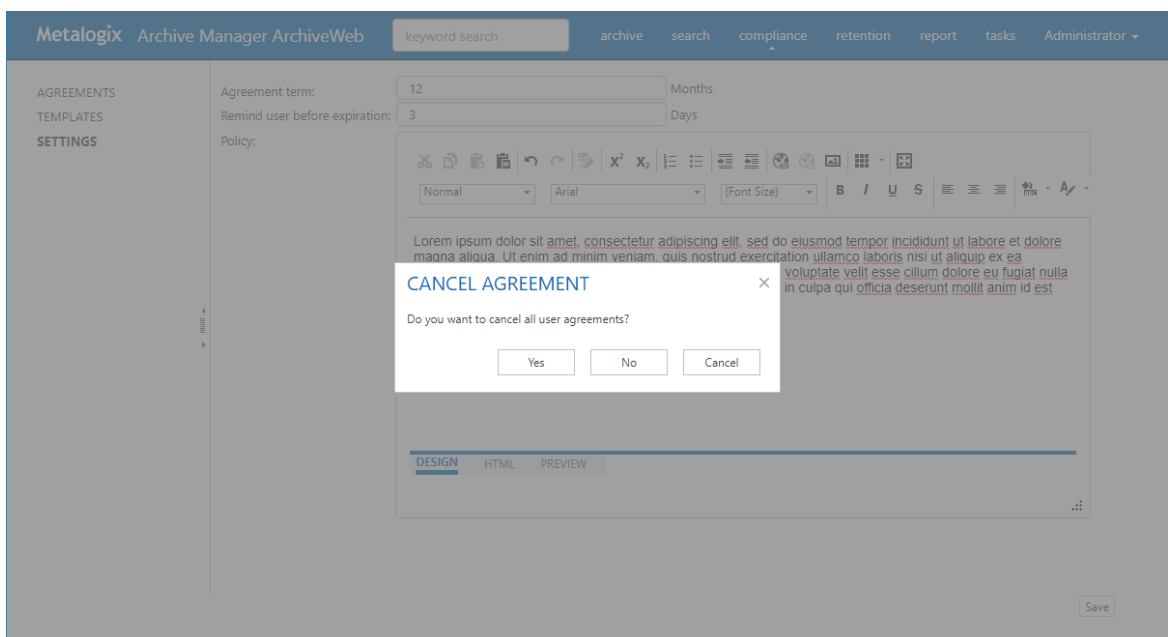 Metalogix Archive Manager ArchiveWeb keyword search archive search compliance retention report tasks Administrator
AGREEMENTS
TEMPLATES
SETTINGS
Agreement term: 12 Months
Remind user before expiration: 3 Days
Policy:
X² X₂
Normal Arial (Font Size) B I U S
Lorem ipsum dolor sit amet, consectetur adipiscing elit, sed do eiusmod tempor incididunt ut labore et dolore
magna aliqua. Ut enim ad minim veniam, quis nostrud exercitation ullamco laboris nisi ut aliquip ex ea
voluptate velit esse cillum dolore eu fugiat nulla
in culpa qui officia deserunt mollit anim id est
CANCEL AGREEMENT
Do you want to cancel all user agreements?
Yes No Cancel
DESIGN HTML PREVIEW
Save